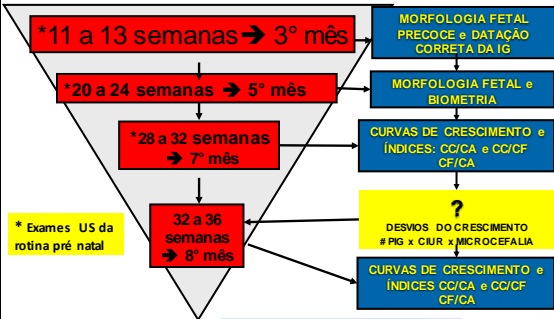 *11 a 13 semanas ➔ 3° mês
MORFOLOGIA FETAL
PRECOCE e DATAÇÃO
CORRETA DA IG
*20 a 24 semanas ➔ 5° mês
MORFOLOGIA FETAL e
BIOMETRIA
*28 a 32 semanas
➔ 7° mês
CURVAS DE CRESCIMENTO e
ÍNDICES: CC/CA e CC/CF
CF/CA
* Exames US da
rotina pré natal
32 a 36
semanas
➔ 8° mês
?
DESVIOS DO CRESCIMENTO
# PIG x CIUR x MICROCEFALIA
CURVAS DE CRESCIMENTO e
ÍNDICES CC/CA e CC/CF
CF/CA